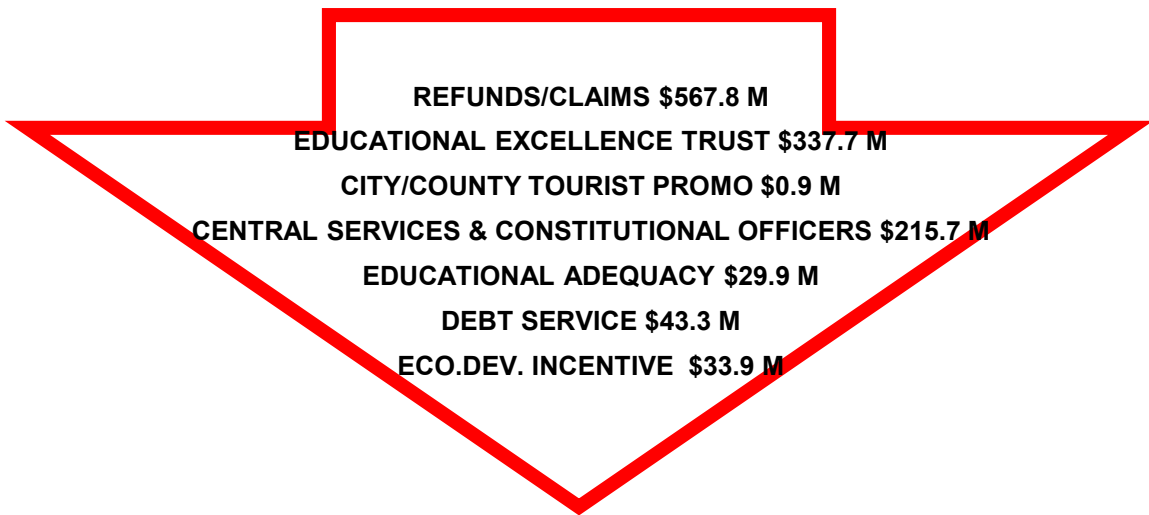 REFUNDS/CLAIMS $567.8 M
EDUCATIONAL EXCELLENCE TRUST $337.7 M
CITY/COUNTY TOURIST PROMO $0.9 M
CENTRAL SERVICES & CONSTITUTIONAL OFFICERS $215.7 M
EDUCATIONAL ADEQUACY $29.9 M
DEBT SERVICE $43.3 M
ECO.DEV. INCENTIVE  $33.9 M